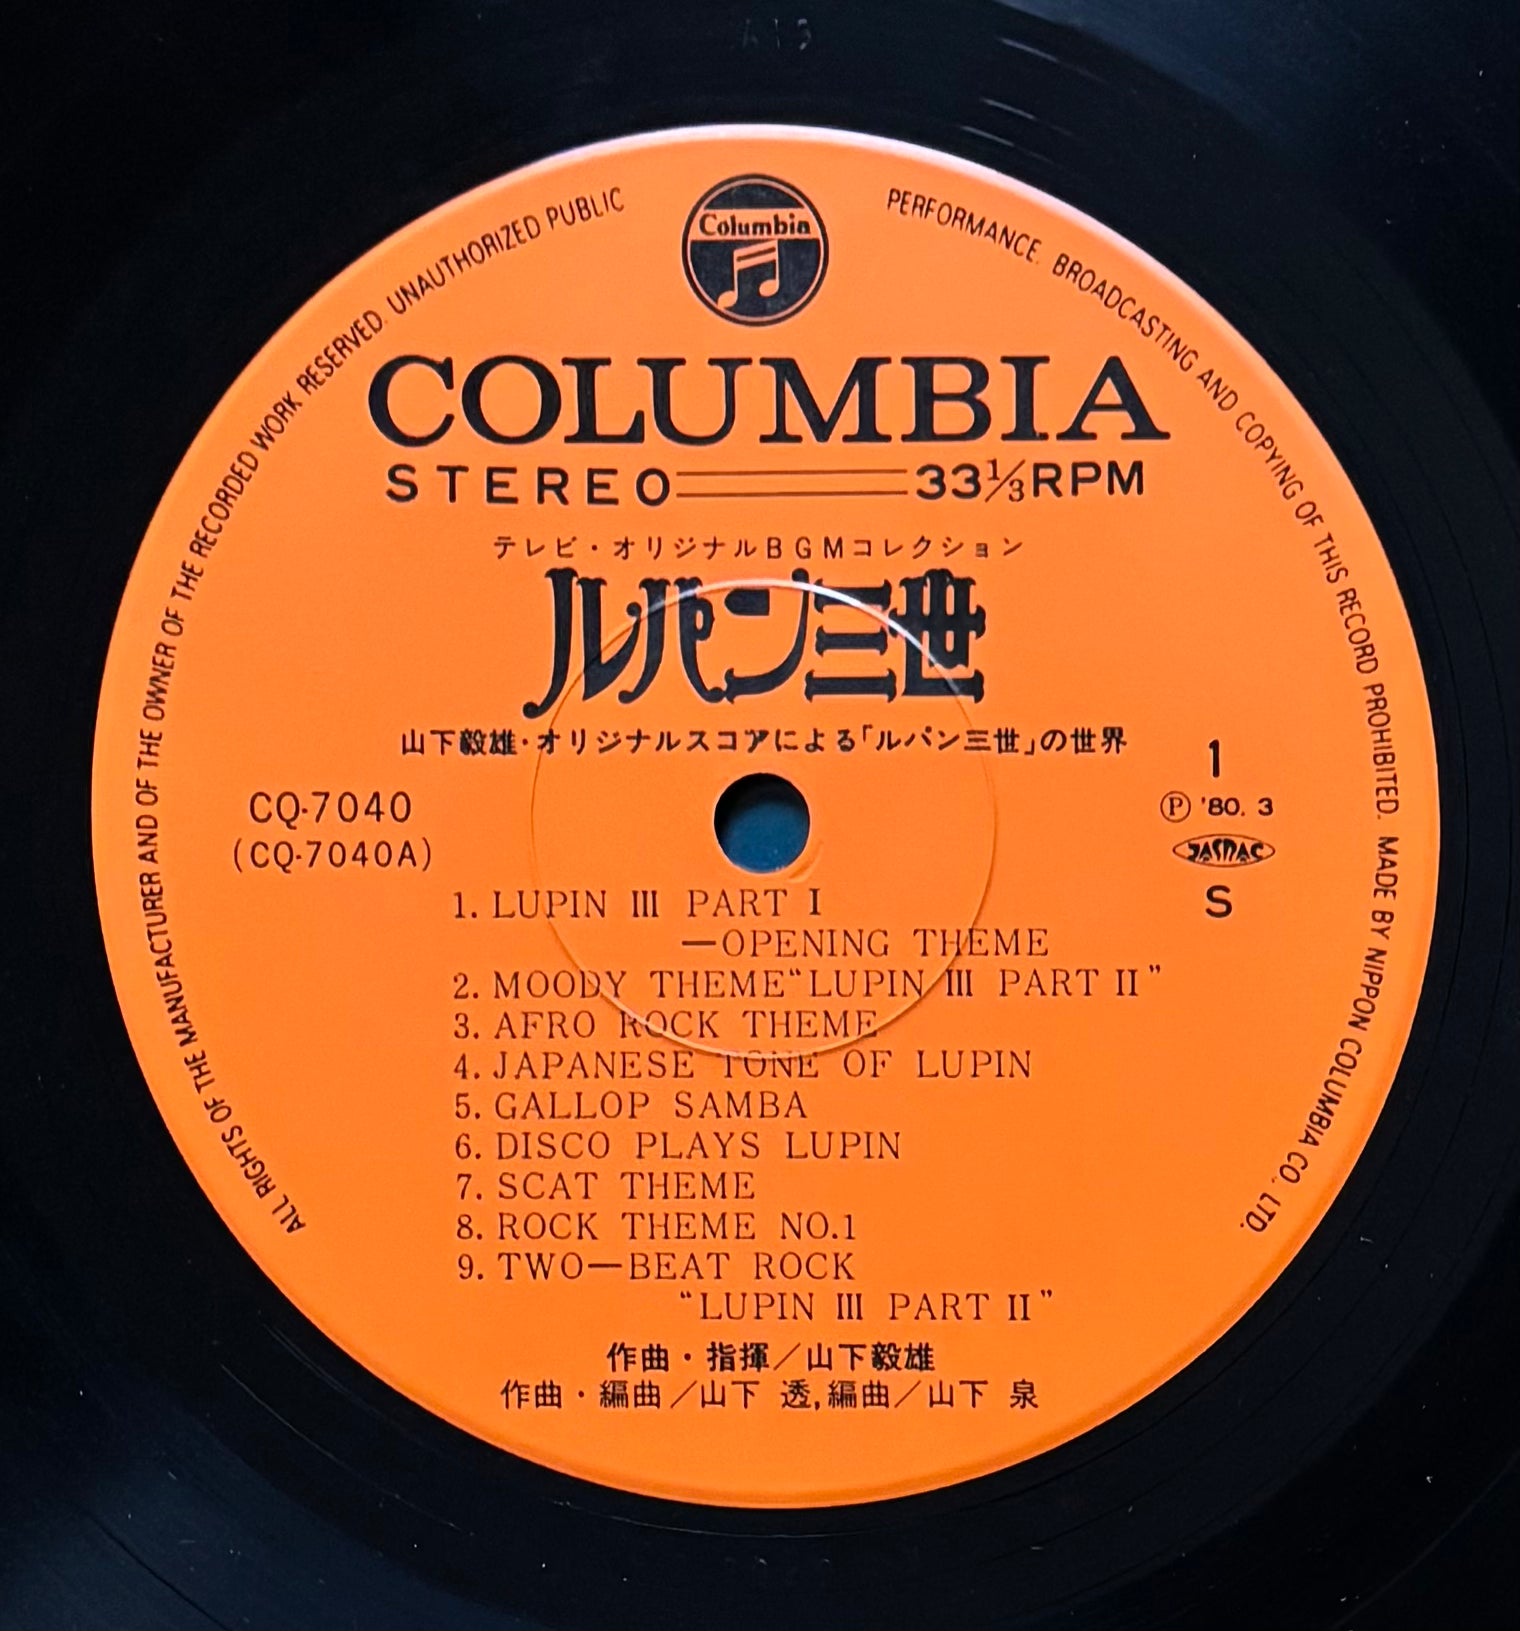 Columbia
ALL RIGHTS OF THE MANUFACTURER AND OF THE OWNER OF THE RECORDED WORK RESERVED. UNAUTHORIZED PUBLIC PERFORMANCE. BROADCASTING AND COPYING OF THIS RECORD PROHIBITED. MADE BY NIPPON COLUMBIA CO., LTD.
COLUMBIA
STEREO 33⅓RPM
テレビ・オリジナルBGMコレクション
ルパン三世
山下毅雄・オリジナルスコアによる「ルパン三世」の世界
1
CQ-7040
(CQ-7040A)
Ⓟ '80. 3
JASRAC
S
1. LUPIN III PART I
—OPENING THEME
2. MOODY THEME“LUPIN III PART II”
3. AFRO ROCK THEME
4. JAPANESE TONE OF LUPIN
5. GALLOP SAMBA
6. DISCO PLAYS LUPIN
7. SCAT THEME
8. ROCK THEME NO.1
9. TWO—BEAT ROCK
“LUPIN III PART II”
作曲・指揮／山下毅雄
作曲・編曲／山下 透,編曲／山下 泉